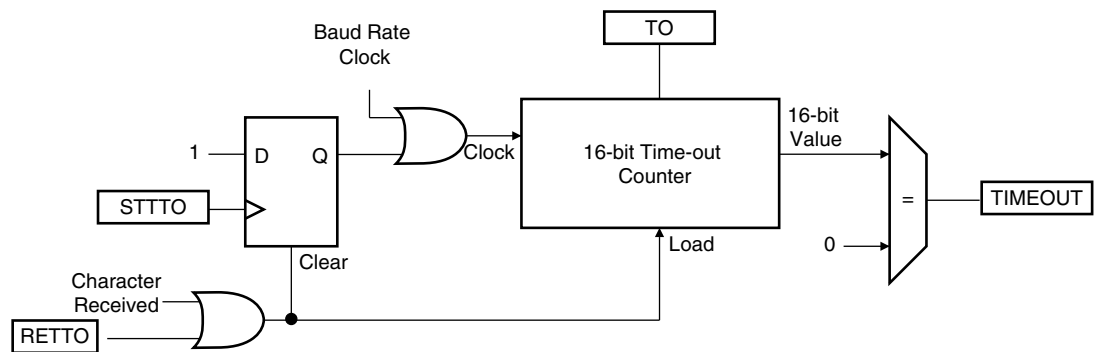 TO
Baud Rate
Clock
16-bit
Value
1
D
Q
Clock
16-bit Time-out
Counter
=
TIMEOUT
STTTO
0
Load
Clear
Character
Received
RETTO